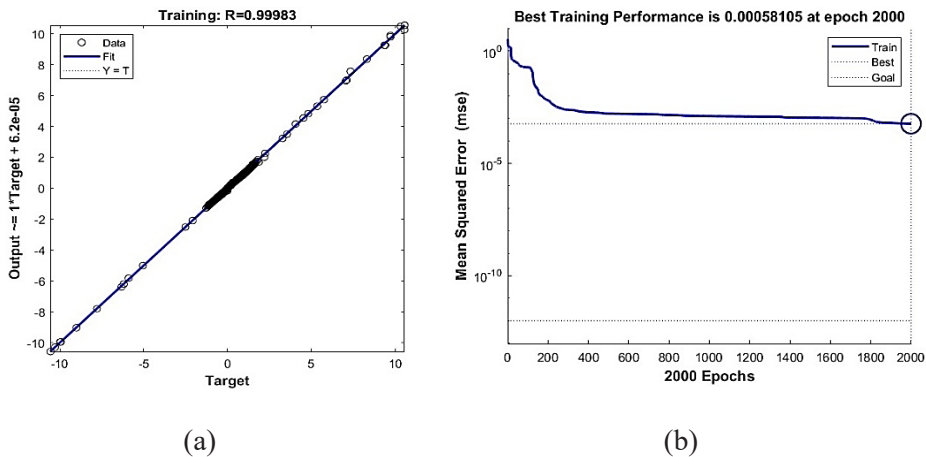 Training: R=0.99983
Output ~= 1*Target + 6.2e-05
10
8
6
4
2
0
-2
-4
-6
-8
-10
Data
Fit
Y = T
-10
-5
0
5
10
Target
(a)
Best Training Performance is 0.00058105 at epoch 2000
Mean Squared Error (mse)
10^0
10^-5
10^-10
Train
Best
Goal
0
200
400
600
800
1000
1200
1400
1600
1800
2000
2000 Epochs
(b)